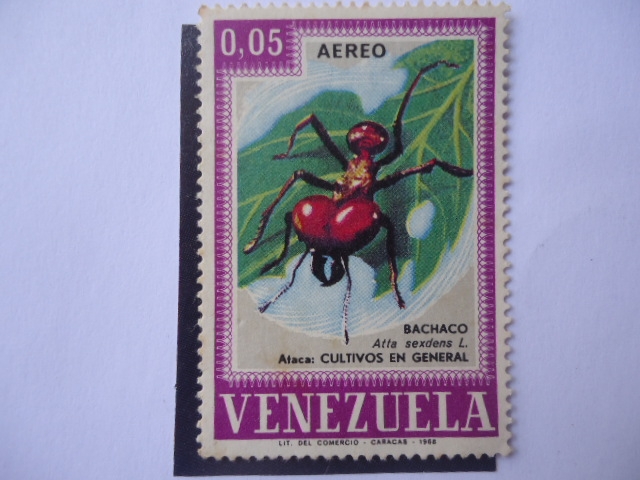 0,05
AEREO
BACHACO
Atta sexdens L.
Ataca: CULTIVOS EN GENERAL
VENEZUELA
LIT. DEL COMERCIO - CARACAS - 1968